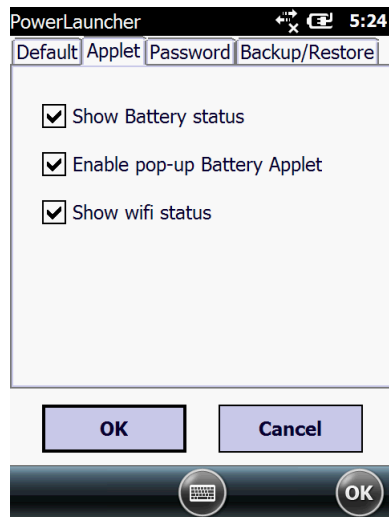 PowerLauncher 5:24
Default Applet Password Backup/Restore
Show Battery status
Enable pop-up Battery Applet
Show wifi status
OK Cancel
OK